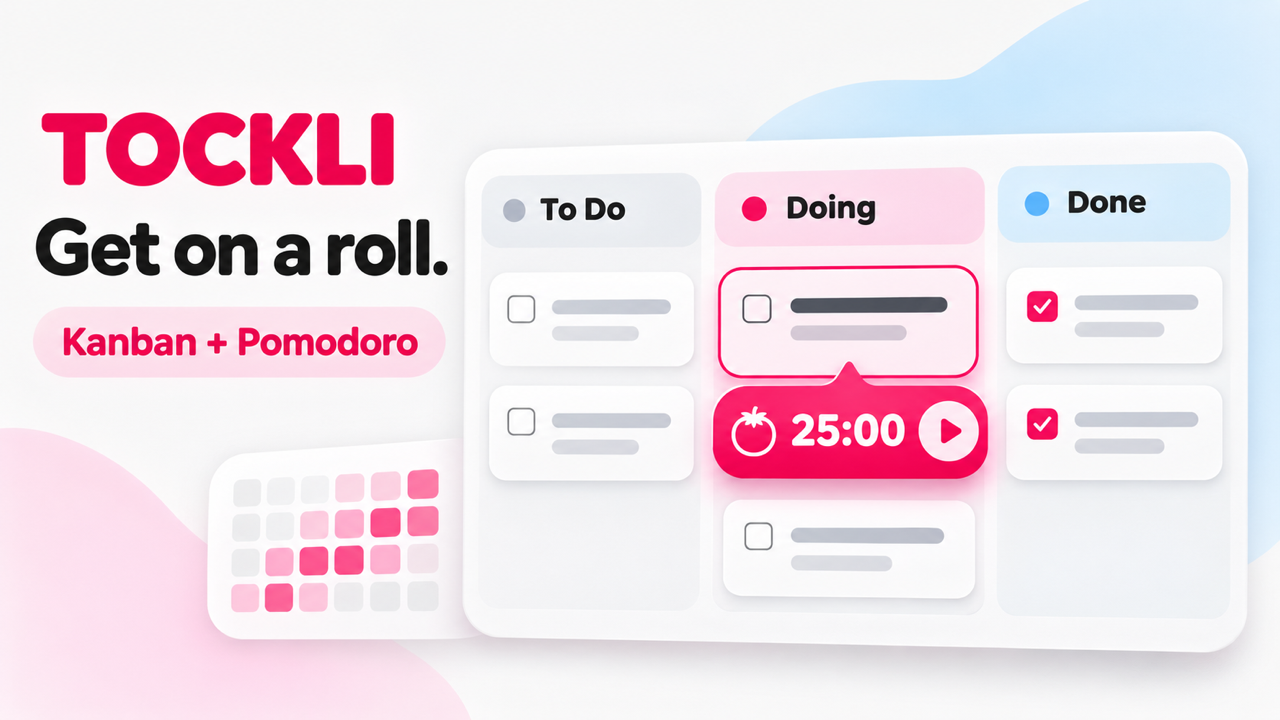 TOCKLI
Get on a roll.
Kanban + Pomodoro
To Do
Doing
Done
25:00